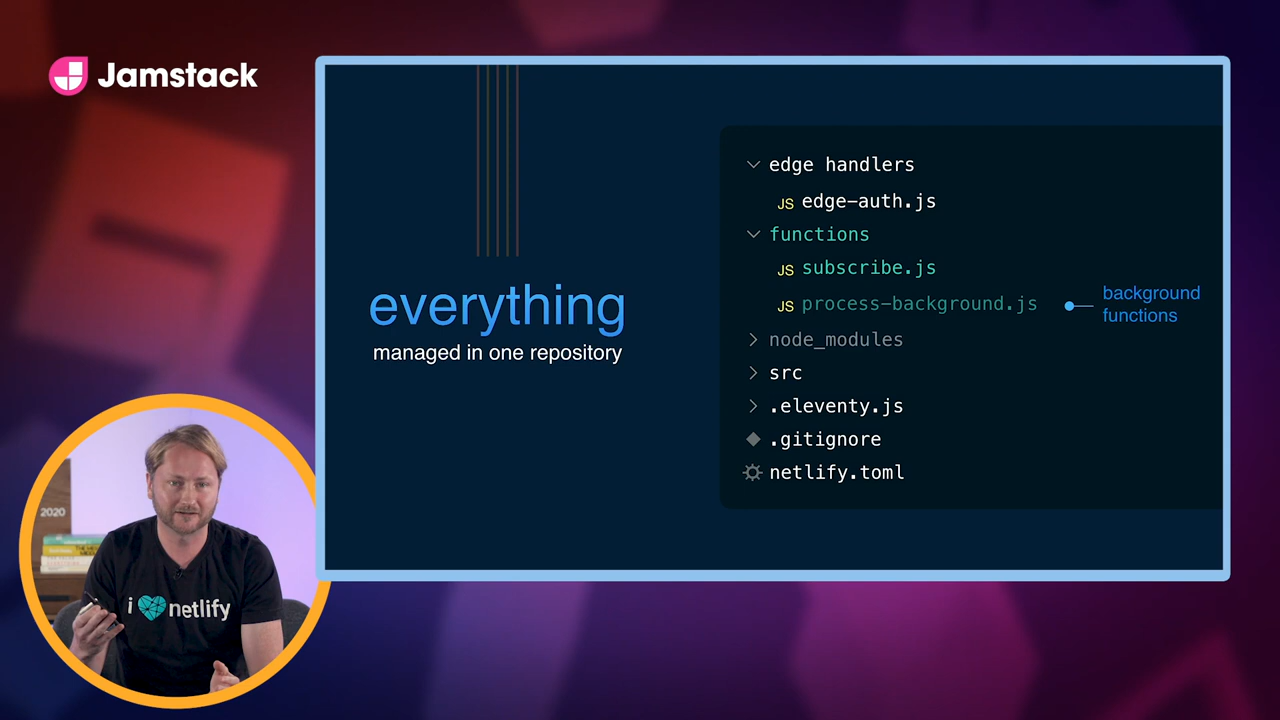 Jamstack
everything
managed in one repository
edge handlers
JS edge-auth.js
functions
JS subscribe.js
JS process-background.js
background
functions
node_modules
src
.eleventy.js
.gitignore
netlify.toml
2020
i netlify